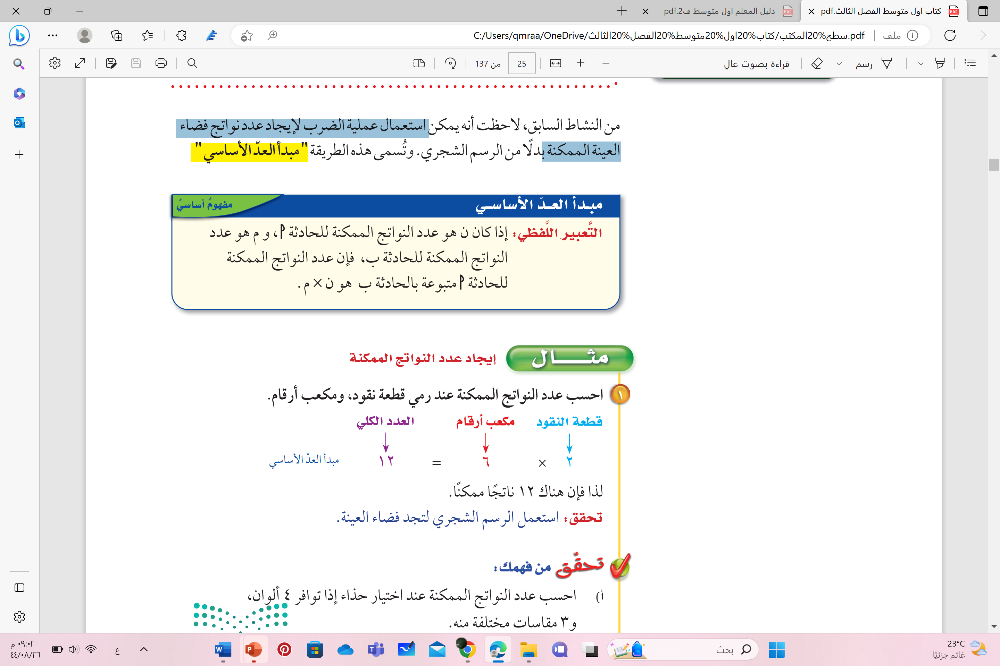 كتاب اول متوسط الفصل الثالث.pdf
دليل المعلم اول متوسط ف2.pdf
ملف
C:/Users/qmraa/OneDrive/سطح%20المكتب/كتاب%20اول%20متوسط%20الفصل%20الثالث.pdf
رسم
قراءة بصوت عالٍ
25
من 137
من النشاط السابق، لاحظت أنه يمكن استعمال عملية الضرب لإيجاد عدد نواتج فضاء
العينة الممكنة بدلًا من الرسم الشجري. وتُسمى هذه الطريقة "مبدأ العدّ الأساسي"
مبـدأ العـدّ الأساسـي
مفهومٌ أساسيٌ
التَّعبير اللَّفظي: إذا كان ن هو عدد النواتج الممكنة للحادثة أ، و م هو عدد
النواتج الممكنة للحادثة ب، فإن عدد النواتج الممكنة
للحادثة أ متبوعة بالحادثة ب هو ن × م.
مثـــال
إيجاد عدد النواتج الممكنة
١ احسب عدد النواتج الممكنة عند رمي قطعة نقود، ومكعب أرقام.
قطعة النقود مكعب أرقام العدد الكلي
٢ × ٦ = ١٢ مبدأ العدّ الأساسي
لذا فإن هناك ١٢ ناتجًا ممكنًا.
تحقق: استعمل الرسم الشجري لتجد فضاء العينة.
تحقّق من فهمك:
أ) احسب عدد النواتج الممكنة عند اختيار حذاء إذا توافر ٤ ألوان،
و٣ مقاسات مختلفة منه.
23°C
غائم جزئيًا
بحث
ع
٠٩:٠٢ م
٤٤/٠٨/٢٦